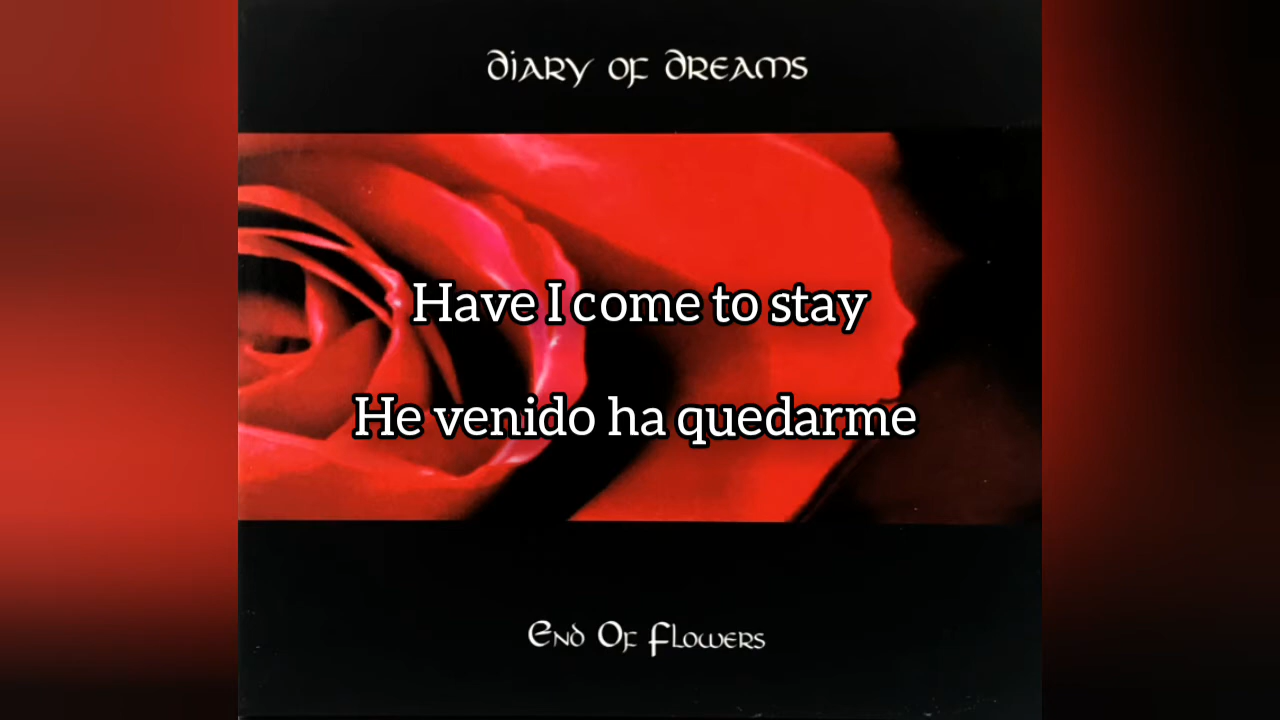 Diary of Dreams
Have I come to stay
He venido ha quedarme
End Of Flowers